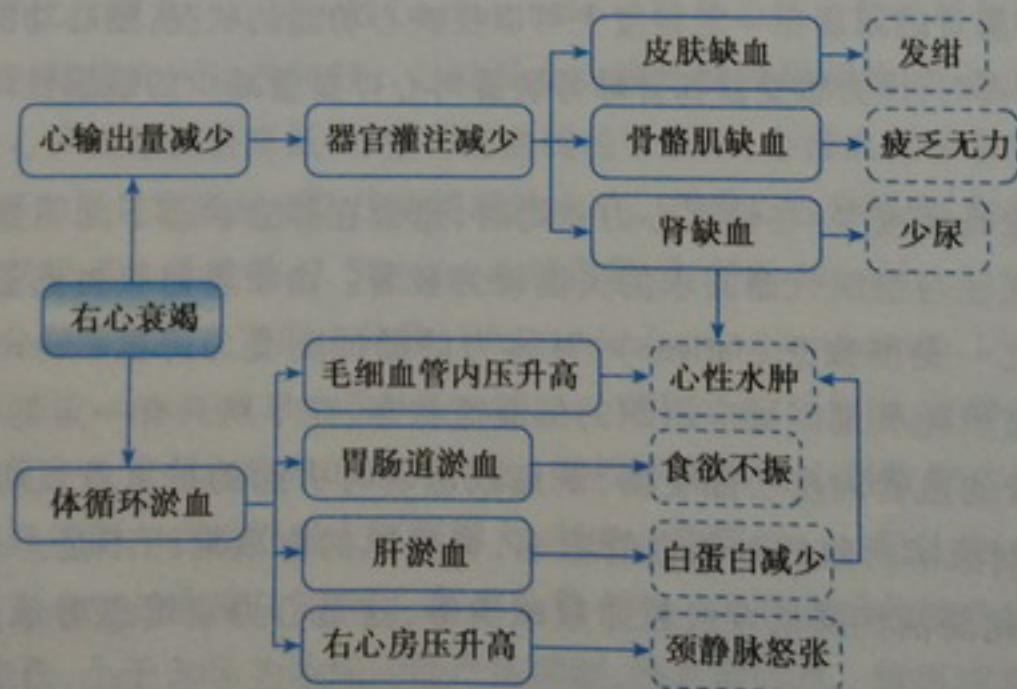 皮肤缺血
发绀
心输出量减少
器官灌注减少
骨骼肌缺血
疲乏无力
肾缺血
少尿
右心衰竭
毛细血管内压升高
心性水肿
胃肠道淤血
食欲不振
体循环淤血
肝淤血
白蛋白减少
右心房压升高
颈静脉怒张